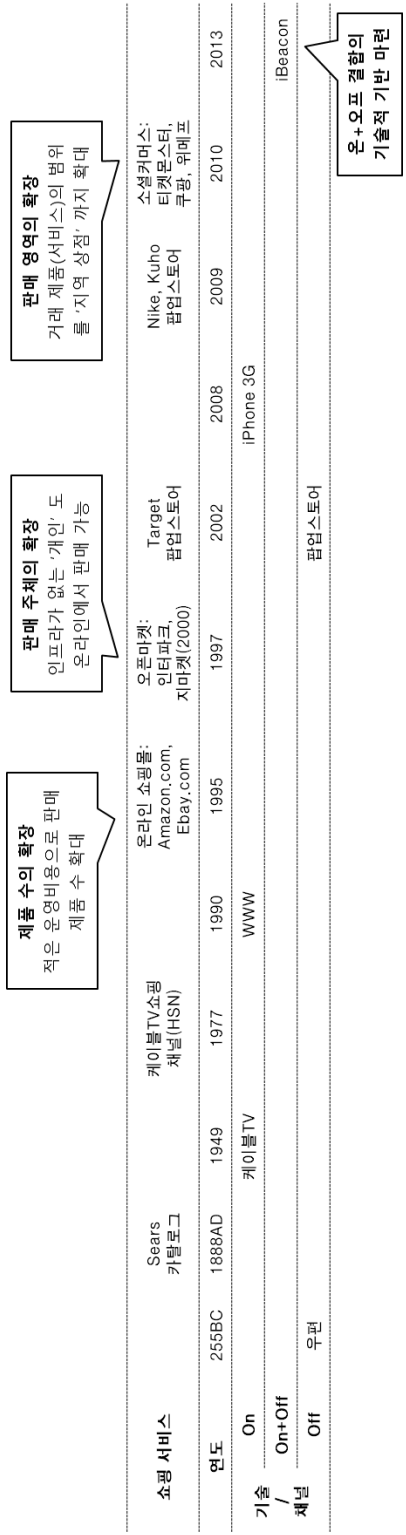 제품 수의 확장
적은 운영비용으로 판매
제품 수 확대
판매 주체의 확장
인프라가 없는 '개인' 도
온라인에서 판매 가능
판매 영역의 확장
거래 제품(서비스)의 범위
를 '지역 상점' 까지 확대
쇼핑 서비스
Sears
카탈로그
케이블TV쇼핑
채널(HSN)
온라인 쇼핑몰:
Amazon.com,
Ebay.com
오픈마켓:
인터파크,
지마켓(2000)
Target
팝업스토어
Nike, Kuho
팝업스토어
소셜커머스:
티켓몬스터,
쿠팡, 위메프
연도
255BC
1888AD
1949
1977
1990
1995
1997
2002
2008
2009
2010
2013
기술
/
채널
On
케이블TV
WWW
iPhone 3G
On+Off
iBeacon
Off
우편
팝업스토어
온+오프 결합의
기술적 기반 마련